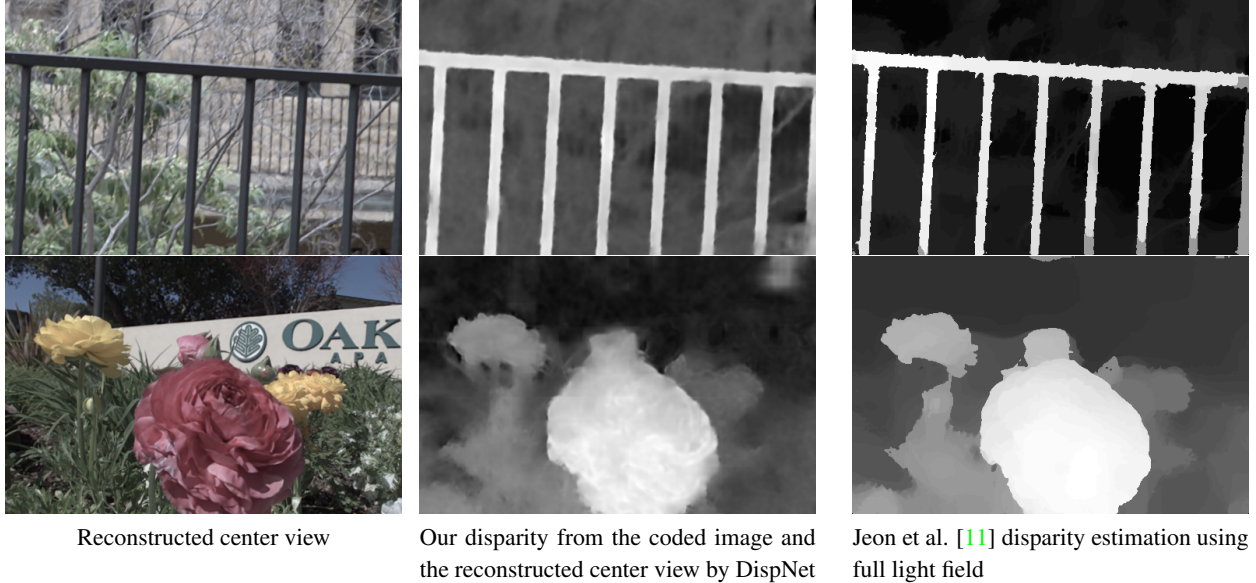 OAK
APA
Reconstructed center view
Our disparity from the coded image and
the reconstructed center view by DispNet
Jeon et al. [11] disparity estimation using
full light field